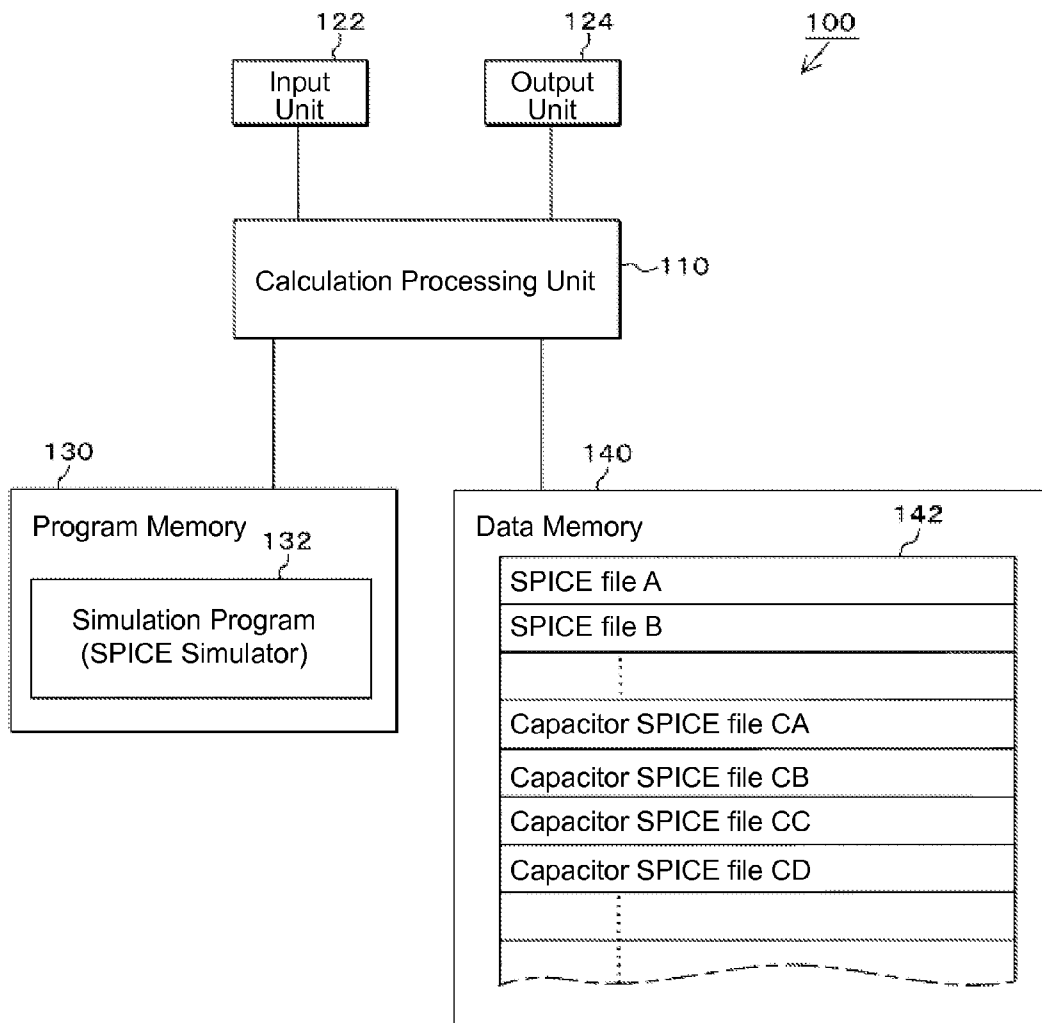 122
124
100
Input
Unit
Output
Unit
Calculation Processing Unit
110
130
140
Program Memory
132
Simulation Program
(SPICE Simulator)
Data Memory
142
SPICE file A
SPICE file B
Capacitor SPICE file CA
Capacitor SPICE file CB
Capacitor SPICE file CC
Capacitor SPICE file CD